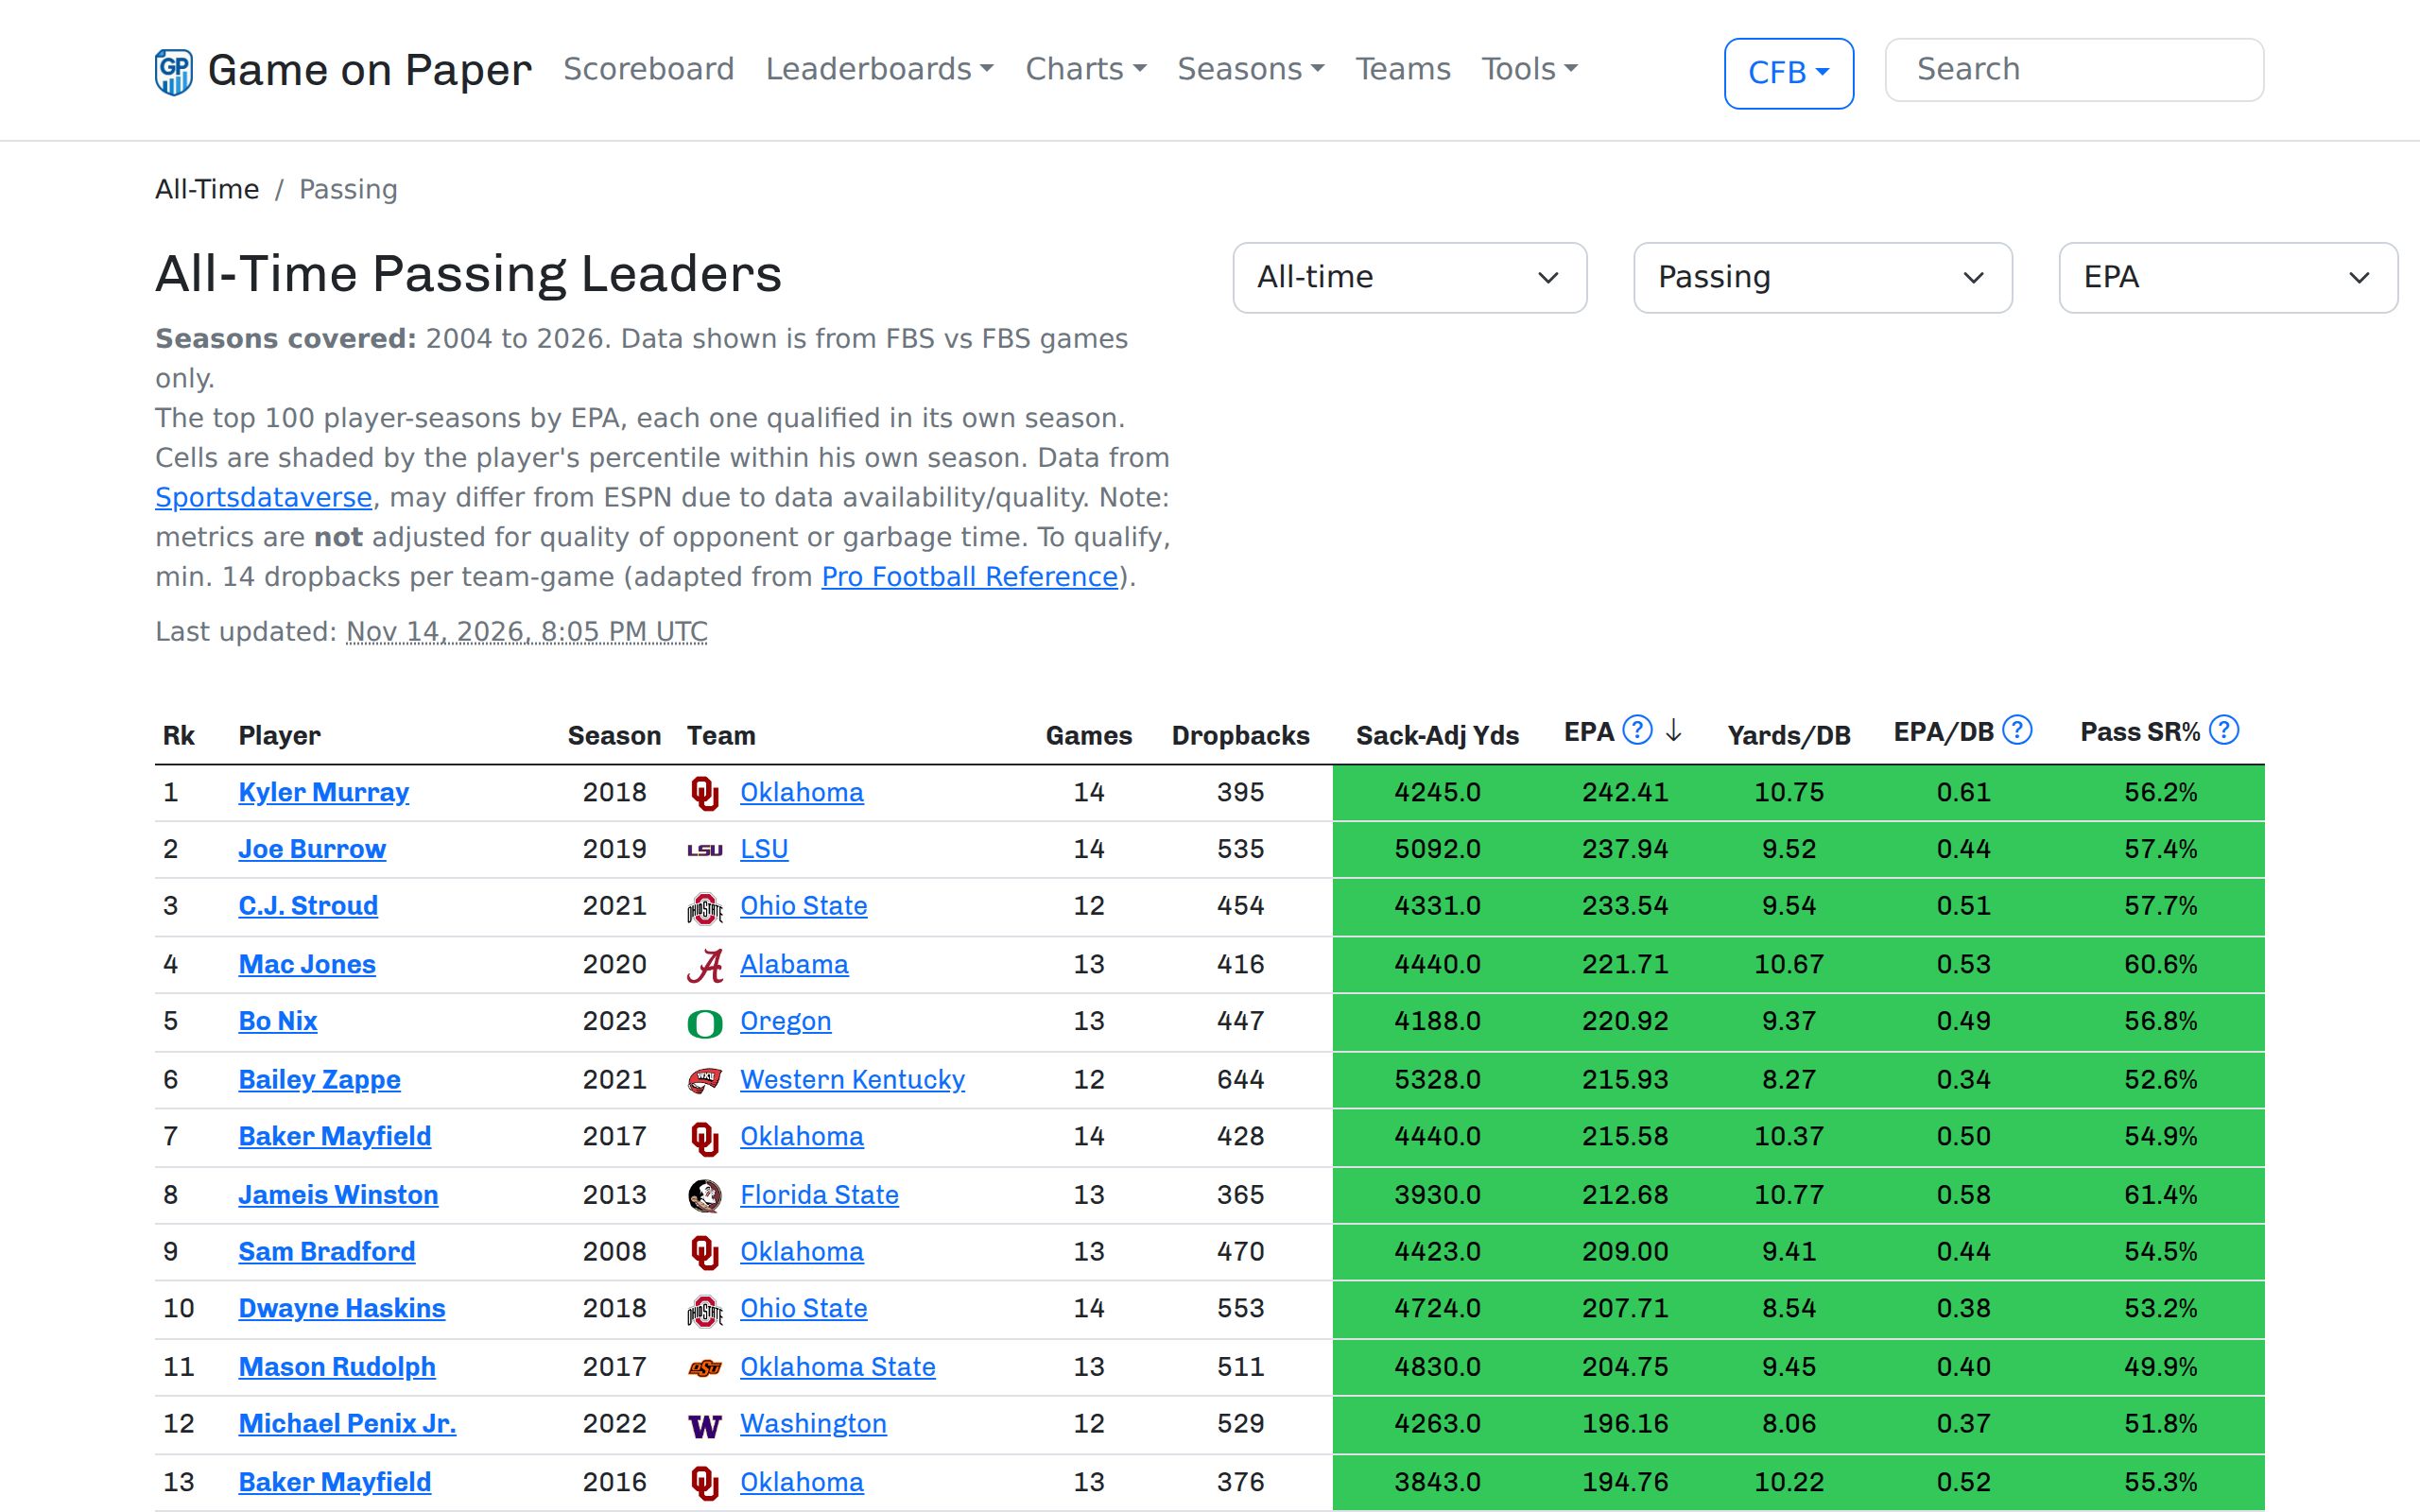 GP Game on Paper Scoreboard Leaderboards Charts Seasons Teams Tools CFB Search
All-Time / Passing
All-Time Passing Leaders All-time Passing EPA
Seasons covered: 2004 to 2026. Data shown is from FBS vs FBS games
only.
The top 100 player-seasons by EPA, each one qualified in its own season.
Cells are shaded by the player's percentile within his own season. Data from
Sportsdataverse, may differ from ESPN due to data availability/quality. Note:
metrics are not adjusted for quality of opponent or garbage time. To qualify,
min. 14 dropbacks per team-game (adapted from Pro Football Reference).
Last updated: Nov 14, 2026, 8:05 PM UTC
Rk Player Season Team Games Dropbacks Sack-Adj Yds EPA ? ↓ Yards/DB EPA/DB ? Pass SR% ?
1 Kyler Murray 2018 OU Oklahoma 14 395 4245.0 242.41 10.75 0.61 56.2%
2 Joe Burrow 2019 LSU LSU 14 535 5092.0 237.94 9.52 0.44 57.4%
3 C.J. Stroud 2021 OHIO STATE Ohio State 12 454 4331.0 233.54 9.54 0.51 57.7%
4 Mac Jones 2020 A Alabama 13 416 4440.0 221.71 10.67 0.53 60.6%
5 Bo Nix 2023 O Oregon 13 447 4188.0 220.92 9.37 0.49 56.8%
6 Bailey Zappe 2021 WKU Western Kentucky 12 644 5328.0 215.93 8.27 0.34 52.6%
7 Baker Mayfield 2017 OU Oklahoma 14 428 4440.0 215.58 10.37 0.50 54.9%
8 Jameis Winston 2013 Florida State 13 365 3930.0 212.68 10.77 0.58 61.4%
9 Sam Bradford 2008 OU Oklahoma 13 470 4423.0 209.00 9.41 0.44 54.5%
10 Dwayne Haskins 2018 OHIO STATE Ohio State 14 553 4724.0 207.71 8.54 0.38 53.2%
11 Mason Rudolph 2017 OSU Oklahoma State 13 511 4830.0 204.75 9.45 0.40 49.9%
12 Michael Penix Jr. 2022 W Washington 12 529 4263.0 196.16 8.06 0.37 51.8%
13 Baker Mayfield 2016 OU Oklahoma 13 376 3843.0 194.76 10.22 0.52 55.3%